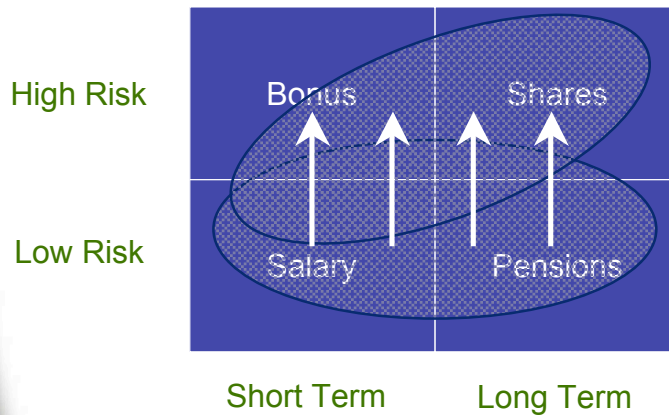 High Risk
Bonus Shares
Low Risk
Salary Pensions
Short Term Long Term